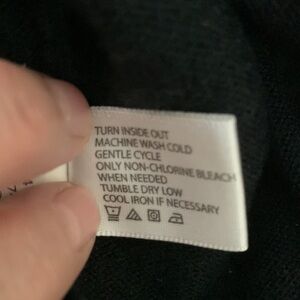 TURN INSIDE OUT
MACHINE WASH COLD
GENTLE CYCLE
ONLY NON-CHLORINE BLEACH
WHEN NEEDED
TUMBLE DRY LOW
COOL IRON IF NECESSARY